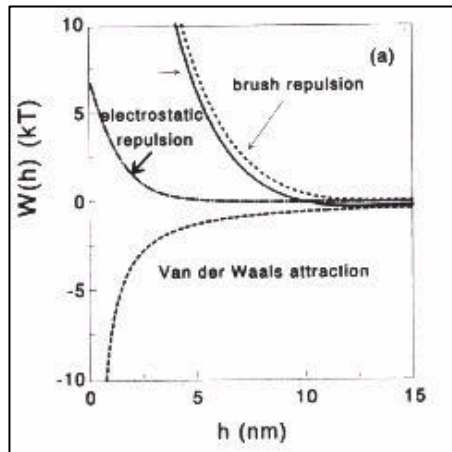 10
(a)
brush repulsion
5
electrostatic
repulsion
W(h) (kT)
0
Van der Waals attraction
-5
-10
0
5
10
15
h (nm)